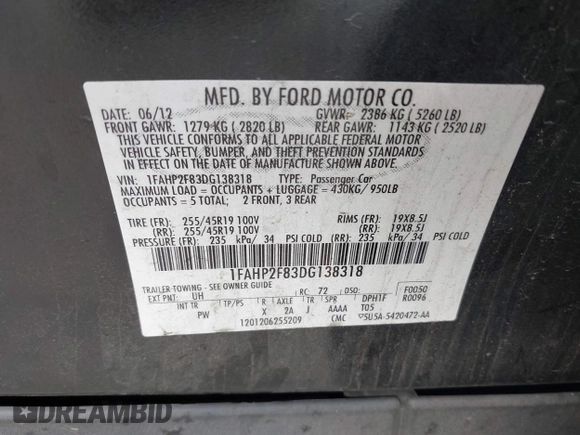 MFD. BY FORD MOTOR CO.
DATE: 06/12 GVWR: 2386 KG ( 5260 LB)
FRONT GAWR: 1279 KG ( 2820 LB) REAR GAWR: 1143 KG ( 2520 LB)
THIS VEHICLE CONFORMS TO ALL APPLICABLE FEDERAL MOTOR
VEHICLE SAFETY, BUMPER, AND THEFT PREVENTION STANDARDS
IN EFFECT ON THE DATE OF MANUFACTURE SHOWN ABOVE.
VIN: 1FAHP2F83DG138318 TYPE: Passenger Car
MAXIMUM LOAD = OCCUPANTS + LUGGAGE = 430KG/ 950LB
OCCUPANTS = 5 TOTAL; 2 FRONT, 3 REAR
TIRE (FR): 255/45R19 100V RIMS (FR): 19X8.5J
(RR): 255/45R19 100V (RR): 19X8.5J
PRESSURE (FR): 235 kPa/ 34 PSI COLD (RR): 235 kPa/ 34 PSI COLD
1FAHP2F83DG138318
TRAILER TOWING - SEE OWNER GUIDE
EXT PNT: UH RC: 72 DSO: F0050
R0096
INT TR TP/PS R AXLE TR SPR DPH1F
PW X 2A J AAAA T05
1201206255209 CMC 5U5A-5420472-AA
DREAMBID